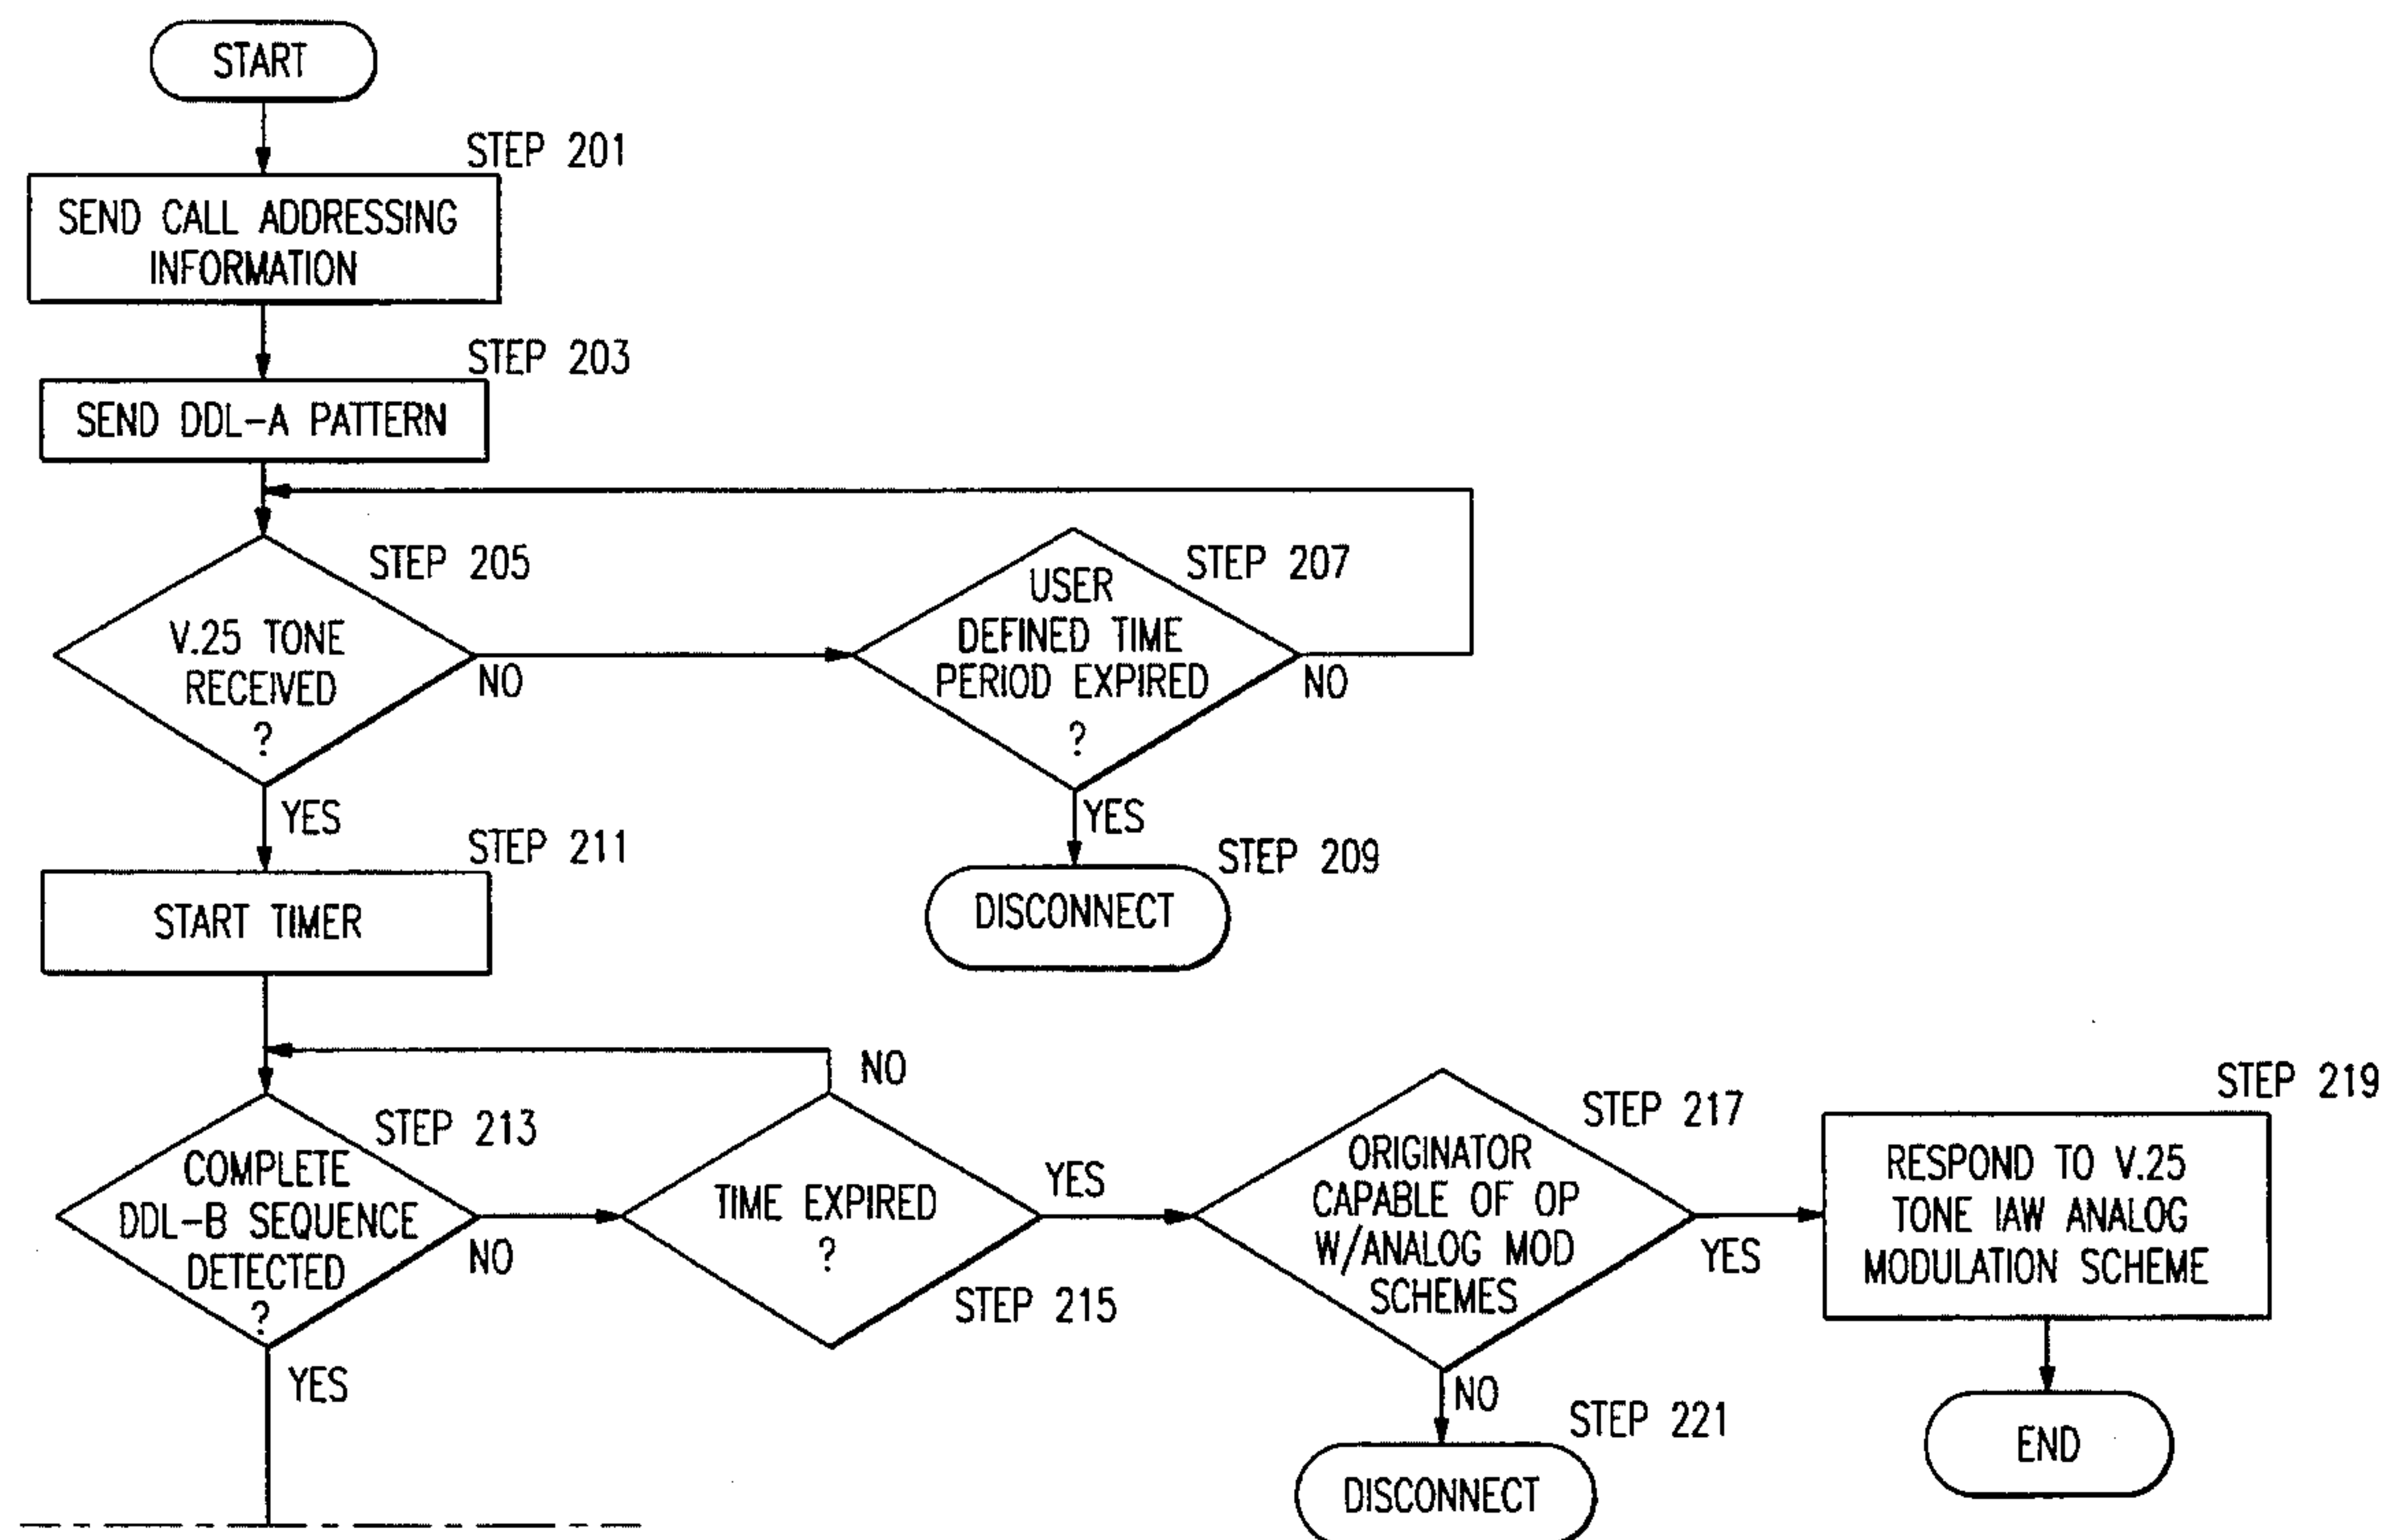 START
STEP 201
SEND CALL ADDRESSING
INFORMATION
STEP 203
SEND DDL-A PATTERN
STEP 205
V.25 TONE
RECEIVED
?
NO
YES
STEP 207
USER
DEFINED TIME
PERIOD EXPIRED
?
NO
YES
STEP 209
DISCONNECT
STEP 211
START TIMER
STEP 213
COMPLETE
DDL-B SEQUENCE
DETECTED
?
NO
YES
NO
TIME EXPIRED
?
YES
STEP 215
STEP 217
ORIGINATOR
CAPABLE OF OP
W/ANALOG MOD
SCHEMES
YES
NO
STEP 219
RESPOND TO V.25
TONE IAW ANALOG
MODULATION SCHEME
STEP 221
DISCONNECT
END